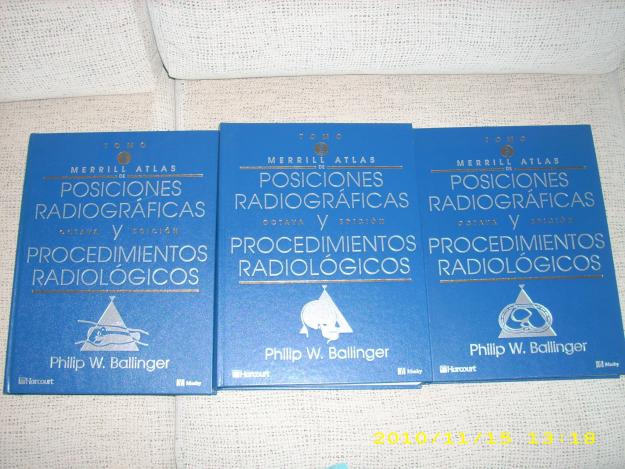 TOMO
MERRILL ATLAS
DE
POSICIONES
RADIOGRÁFICAS
OCTAVA y EDICIÓN
PROCEDIMIENTOS
RADIOLÓGICOS
Philip W. Ballinger
Harcourt
Mosby
TOMO
MERRILL ATLAS
DE
POSICIONES
RADIOGRÁFICAS
OCTAVA y EDICIÓN
PROCEDIMIENTOS
RADIOLÓGICOS
Philip W. Ballinger
Harcourt
Mosby
TOMO
MERRILL ATLAS
DE
POSICIONES
RADIOGRÁFICAS
OCTAVA y EDICIÓN
PROCEDIMIENTOS
RADIOLÓGICOS
Philip W. Ballinger
Harcourt
Mosby
2010/11/15 13:18